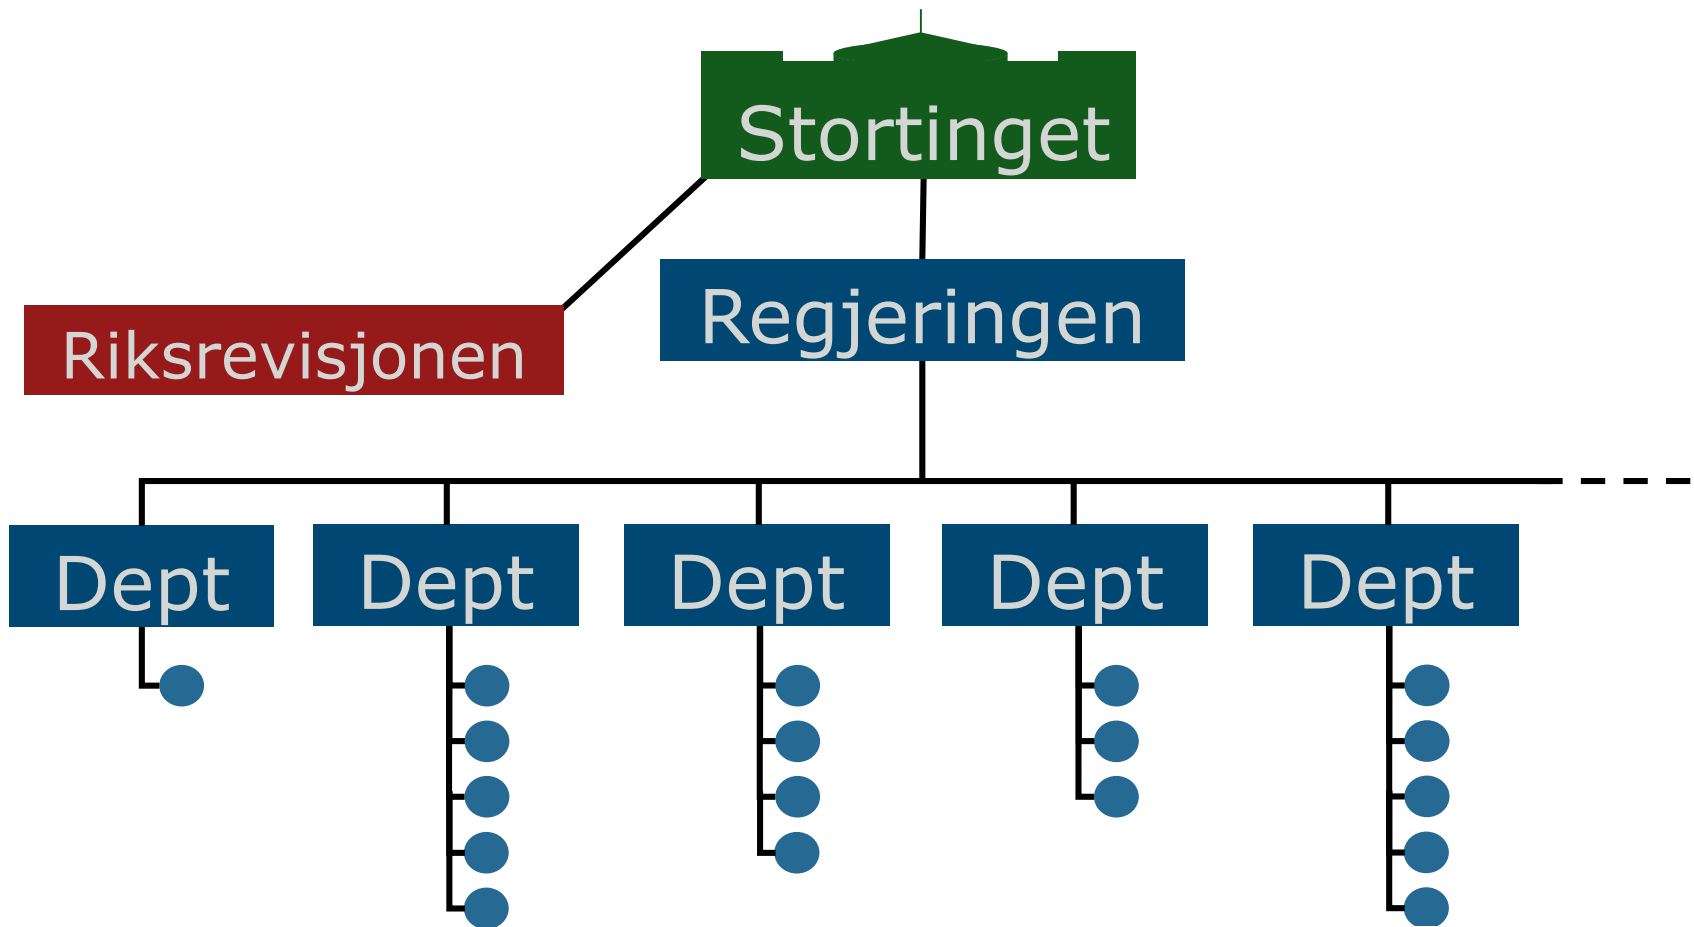 Stortinget
Regjeringen
Riksrevisjonen
Dept
Dept
Dept
Dept
Dept